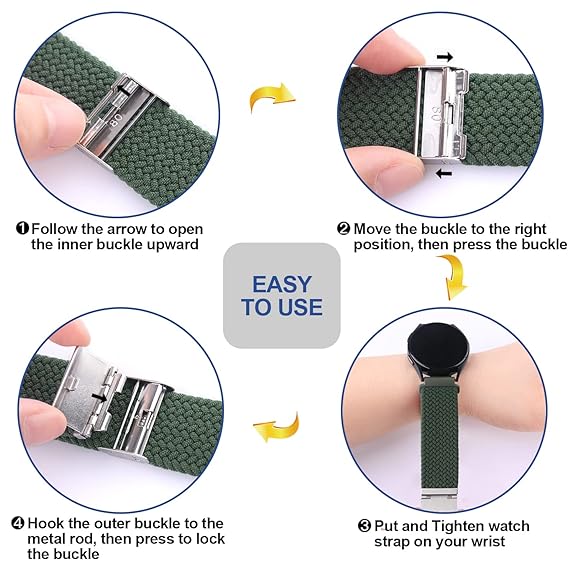 ❶ Follow the arrow to open
the inner buckle upward
❷ Move the buckle to the right
position, then press the buckle
EASY
TO USE
❹ Hook the outer buckle to the
metal rod, then press to lock
the buckle
❸ Put and Tighten watch
strap on your wrist